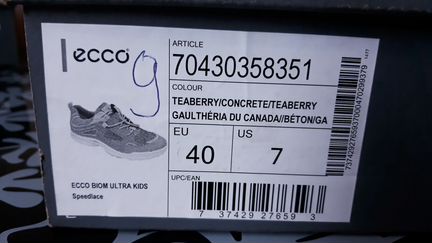 ecco
9
ARTICLE
70430358351
COLOUR
TEABERRY/CONCRETE/TEABERRY
GAULTHÉRIA DU CANADA//BÉTON/GA
EU
40
US
7
ECCO BIOM ULTRA KIDS
Speedlace
UPC/EAN
7 37429 27659 3